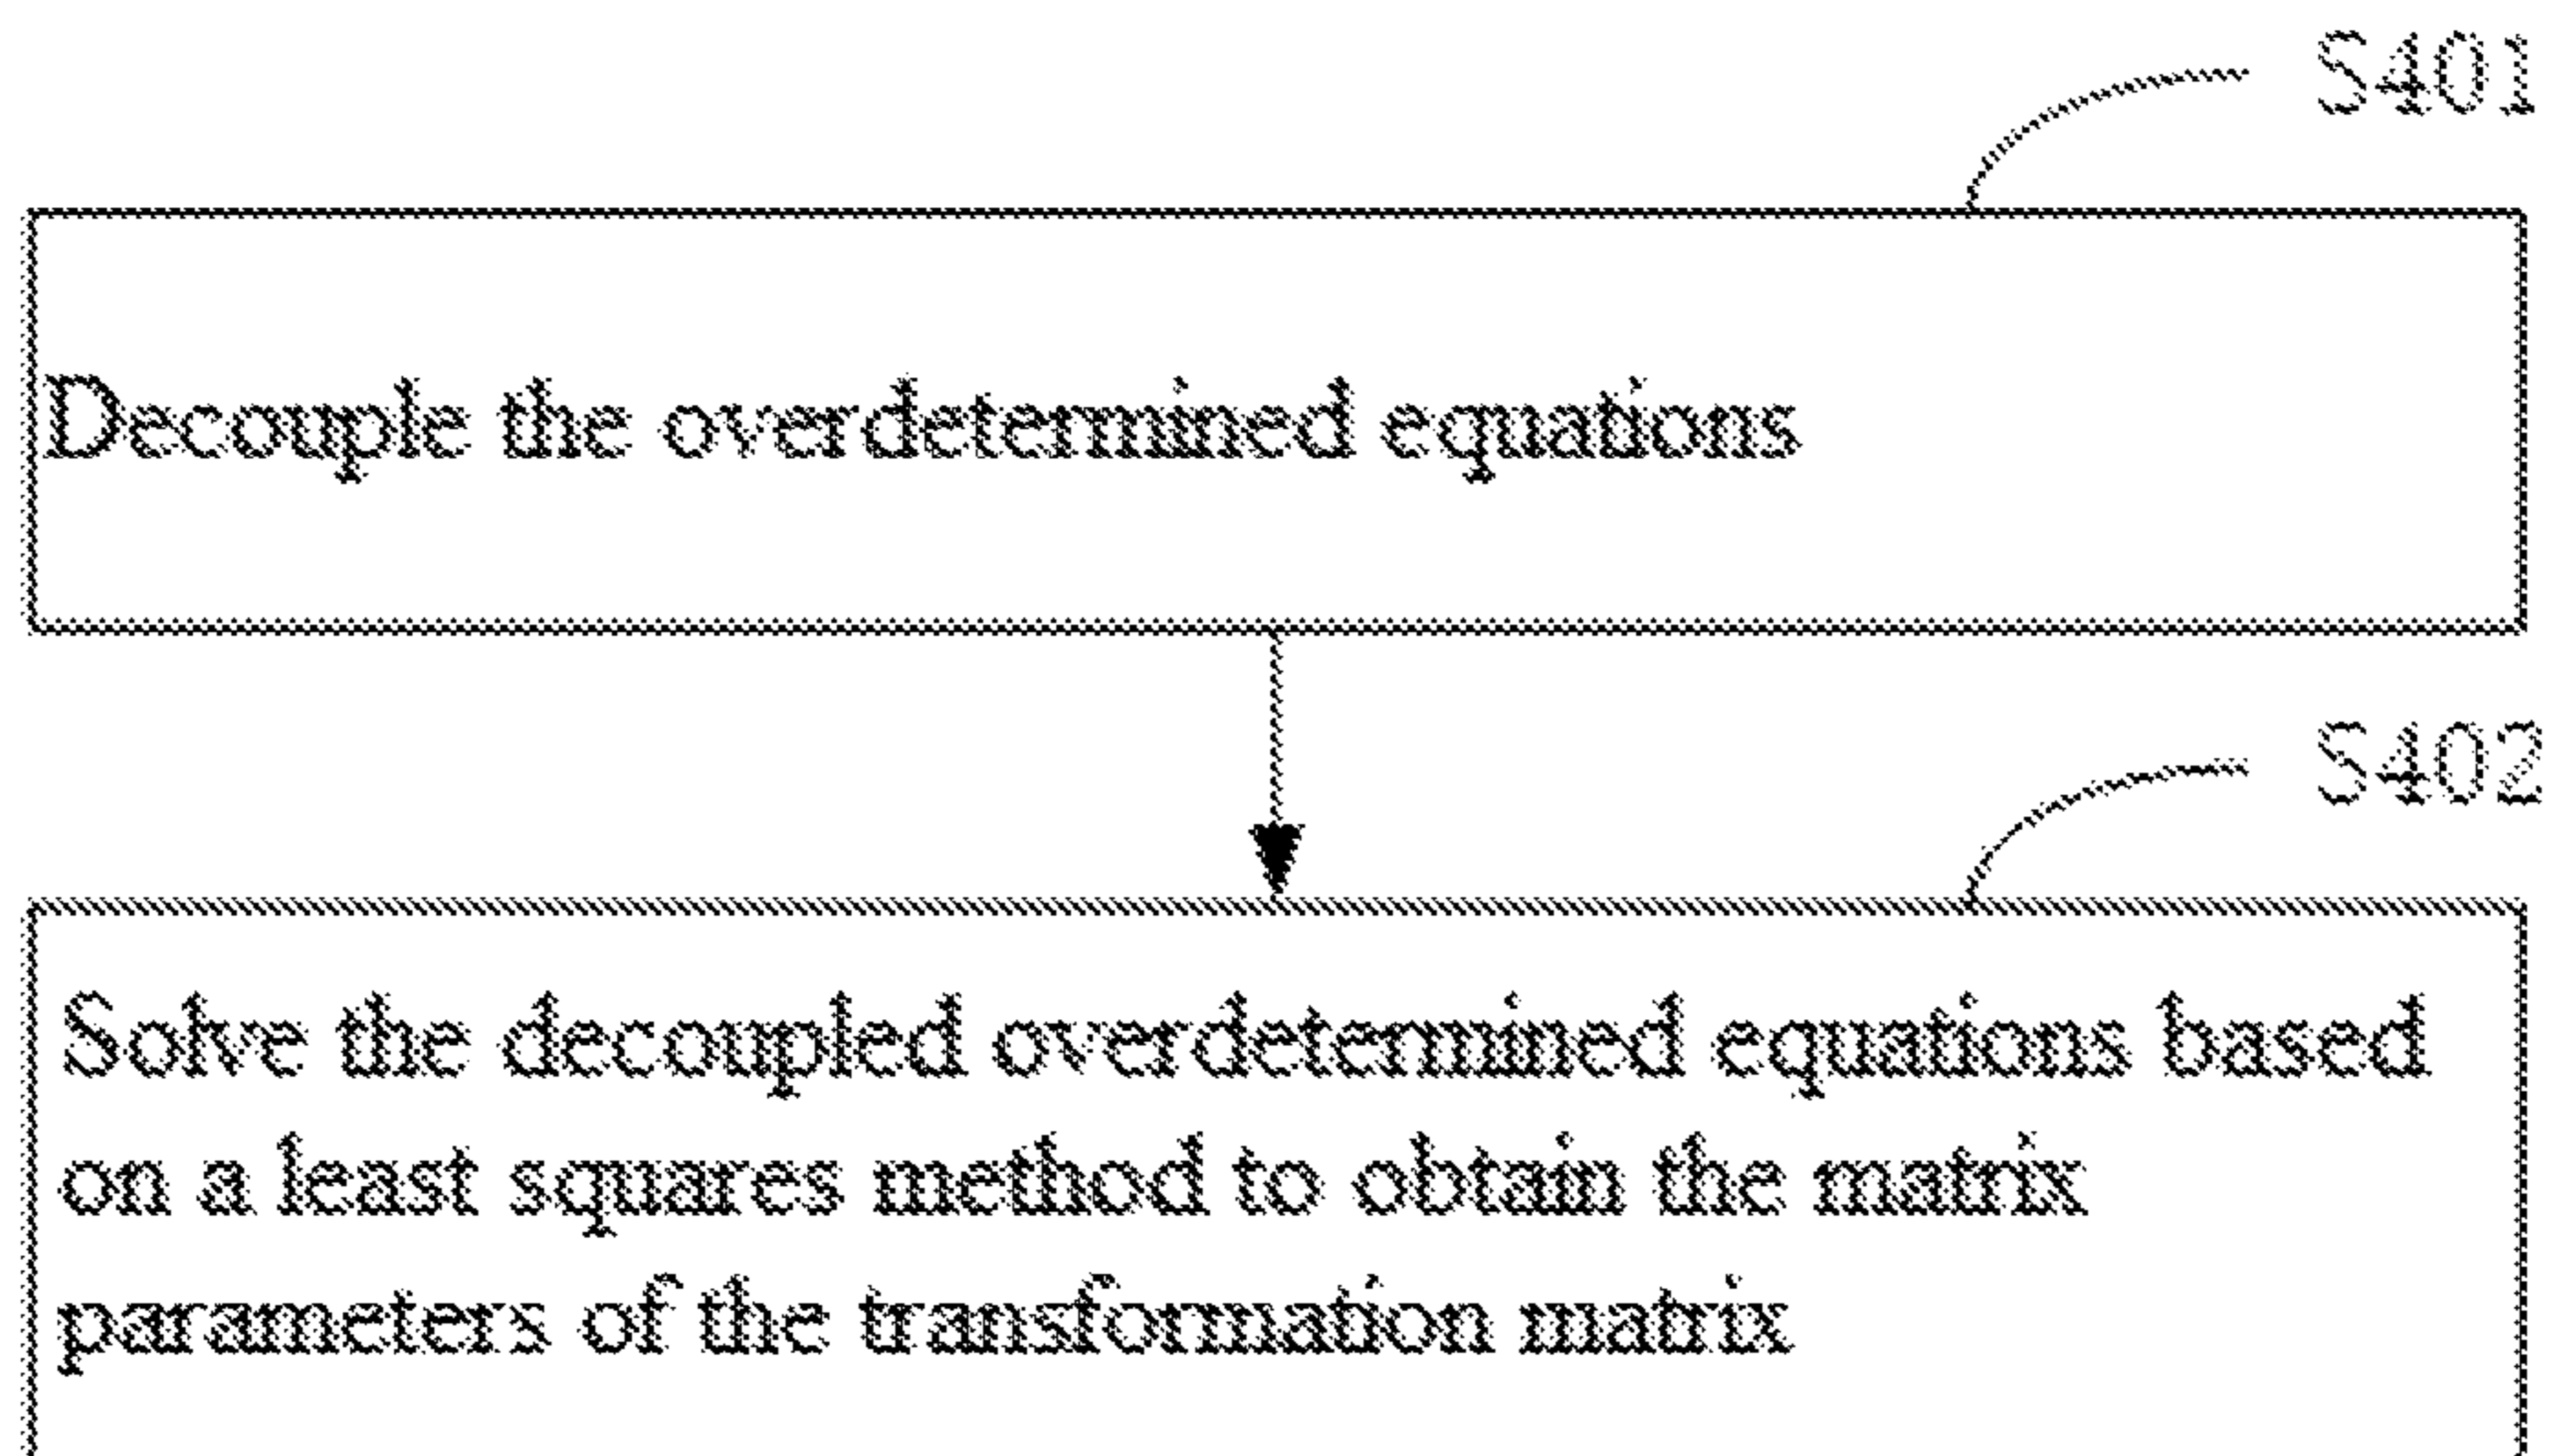 S401
Decouple the overdetermined equations
S402
Solve the decoupled overdetermined equations based
on a least squares method to obtain the matrix
parameters of the transformation matrix